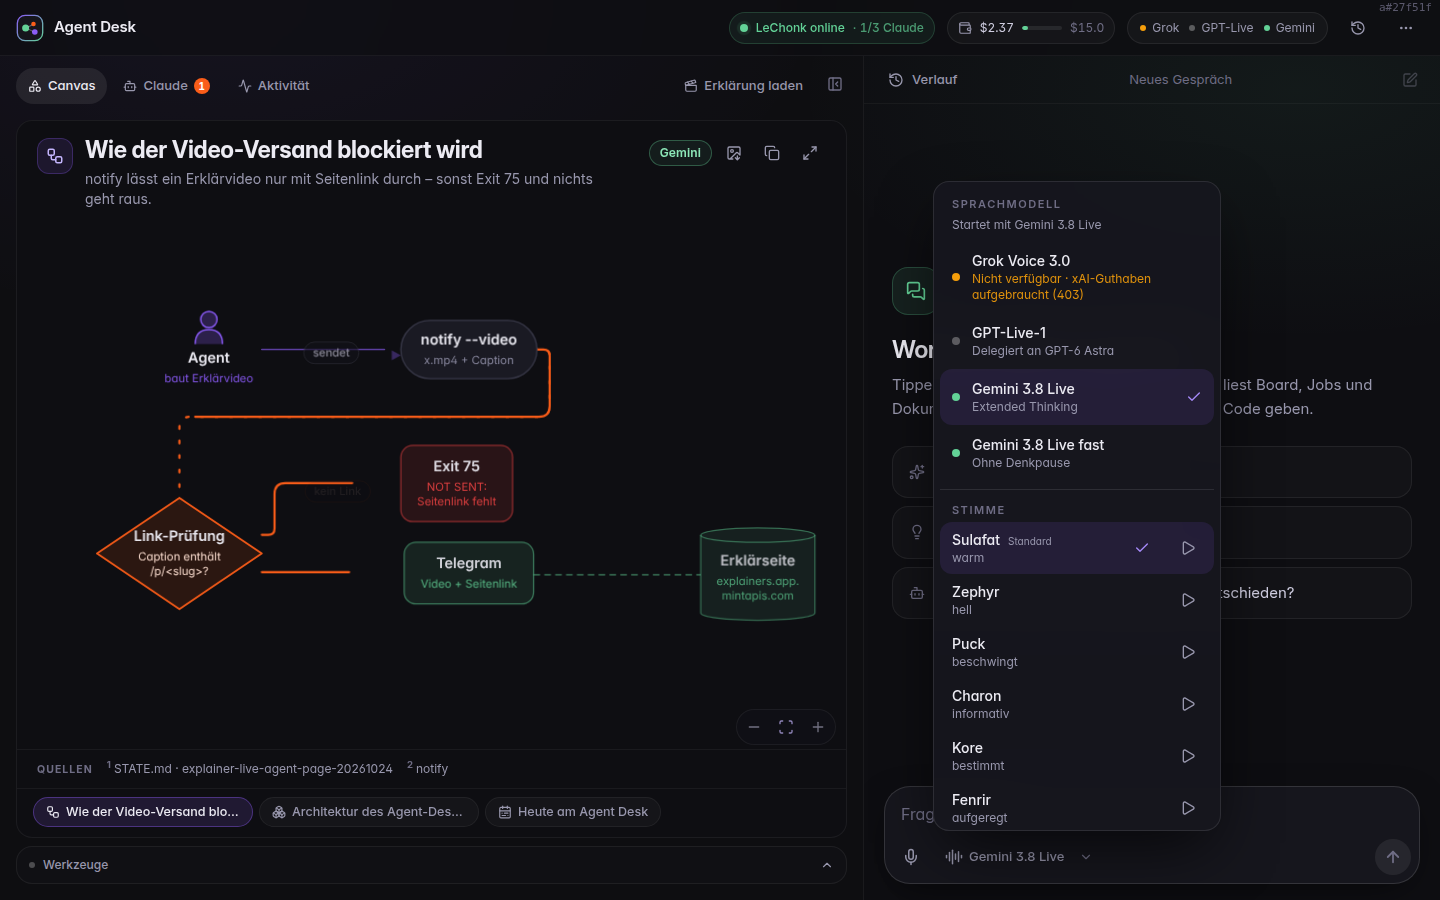 a#27f51f
Agent Desk
LeChonk online · 1/3 Claude
$2.37 $15.0
Grok GPT-Live Gemini
Canvas Claude 1 Aktivität Erklärung laden
Verlauf Neues Gespräch
Wie der Video-Versand blockiert wird
Gemini
notify lässt ein Erklärvideo nur mit Seitenlink durch – sonst Exit 75 und nichts
geht raus.
Agent
baut Erklärvideo
sendet
notify --video
x.mp4 + Caption
Exit 75
NOT SENT:
Seitenlink fehlt
kein Link
Link-Prüfung
Caption enthält
/p/<slug>?
Telegram
Video + Seitenlink
Erklärseite
explainers.app.
mintapis.com
QUELLEN 1 STATE.md · explainer-live-agent-page-20261024 2 notify
Wie der Video-Versand blo... Architektur des Agent-Des... Heute am Agent Desk
Werkzeuge
SPRACHMODELL
Startet mit Gemini 3.8 Live
Grok Voice 3.0
Nicht verfügbar · xAI-Guthaben
aufgebraucht (403)
GPT-Live-1
Delegiert an GPT-6 Astra
Gemini 3.8 Live
Extended Thinking
Gemini 3.8 Live fast
Ohne Denkpause
STIMME
Sulafat Standard
warm
Zephyr
hell
Puck
beschwingt
Charon
informativ
Kore
bestimmt
Fenrir
aufgeregt
Wor
Tippe liest Board, Jobs und
Dokur Code geben.
tschieden?
Frag
Gemini 3.8 Live